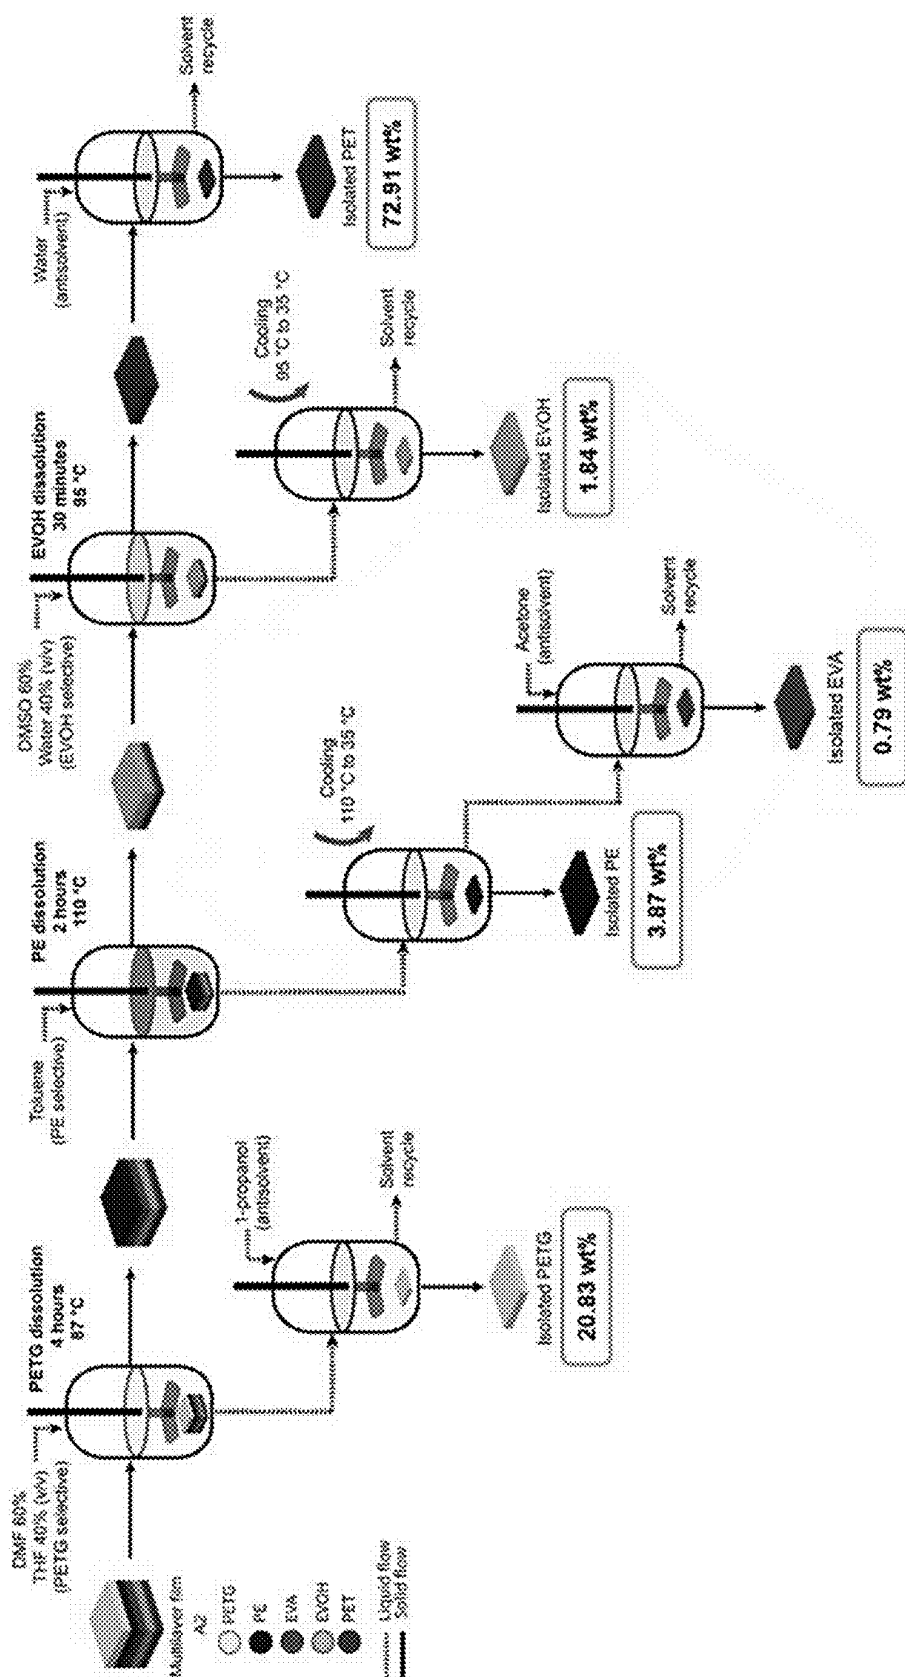 DMF 60%
THF 40% (v/v)
(PETG selective)
PETG dissolution
4 hours
87 °C
Toluene
(PE selective)
PE dissolution
2 hours
110 °C
DMSO 60%
Water 40% (v/v)
(EVOH selective)
EVOH dissolution
30 minutes
95 °C
Water
(antisolvent)
Solvent
recycle
Multilayer film
A2
PETG
PE
EVA
EVOH
PET
Liquid flow
Solid flow
1-propanol
(antisolvent)
Solvent
recycle
Isolated PETG
20.83 wt%
Cooling
110 °C to 35 °C
Isolated PE
3.87 wt%
Acetone
(antisolvent)
Solvent
recycle
Isolated EVA
0.79 wt%
Cooling
95 °C to 35 °C
Solvent
recycle
Isolated EVOH
1.84 wt%
Isolated PET
72.91 wt%